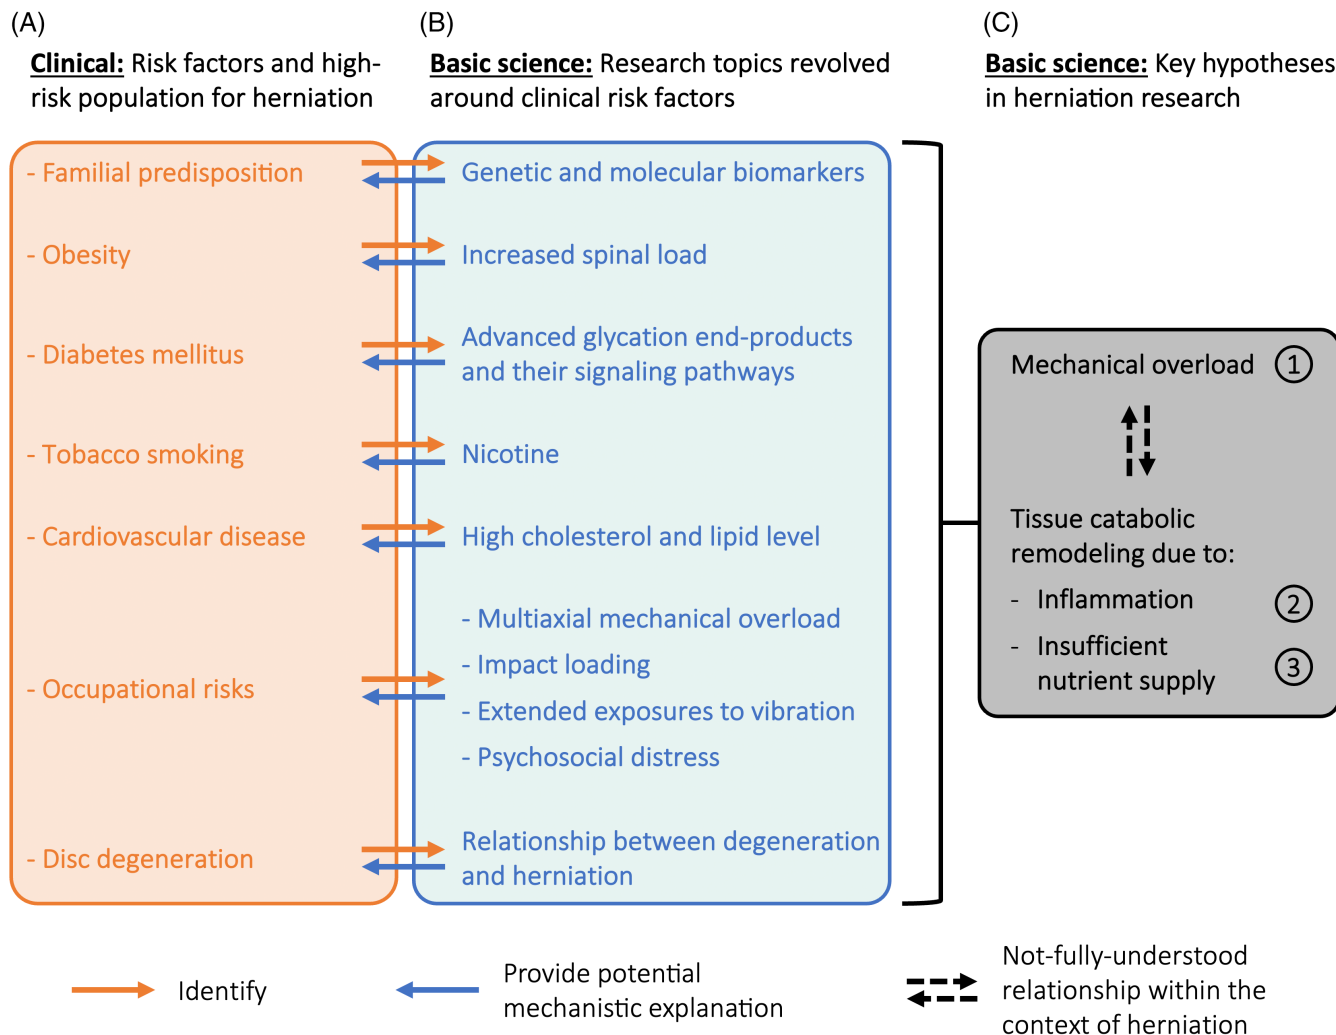 (A)
Clinical: Risk factors and high-
risk population for herniation
(B)
Basic science: Research topics revolved
around clinical risk factors
(C)
Basic science: Key hypotheses
in herniation research
- Familial predisposition
- Obesity
- Diabetes mellitus
- Tobacco smoking
- Cardiovascular disease
- Occupational risks
- Disc degeneration
Genetic and molecular biomarkers
Increased spinal load
Advanced glycation end-products
and their signaling pathways
Nicotine
High cholesterol and lipid level
- Multiaxial mechanical overload
- Impact loading
- Extended exposures to vibration
- Psychosocial distress
Relationship between degeneration
and herniation
Mechanical overload 1
Tissue catabolic
remodeling due to:
- Inflammation 2
- Insufficient
nutrient supply 3
Identify
Provide potential
mechanistic explanation
Not-fully-understood
relationship within the
context of herniation